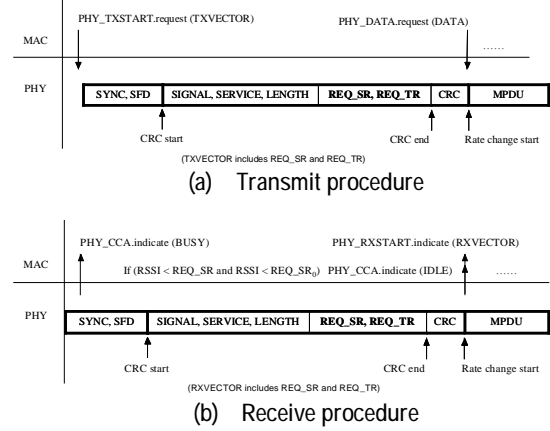 PHY_TXSTART.request (TXVECTOR)
PHY_DATA.request (DATA)
MAC
......
PHY
SYNC, SFD
SIGNAL, SERVICE, LENGTH
REQ_SR, REQ_TR
CRC
MPDU
CRC start
CRC end
Rate change start
(TXVECTOR includes REQ_SR and REQ_TR)
(a) Transmit procedure
PHY_CCA.indicate (BUSY)
PHY_RXSTART.indicate (RXVECTOR)
MAC
If (RSSI < REQ_SR and RSSI < REQ_SR0)
PHY_CCA.indicate (IDLE)
......
PHY
SYNC, SFD
SIGNAL, SERVICE, LENGTH
REQ_SR, REQ_TR
CRC
MPDU
CRC start
CRC end
Rate change start
(RXVECTOR includes REQ_SR and REQ_TR)
(b) Receive procedure